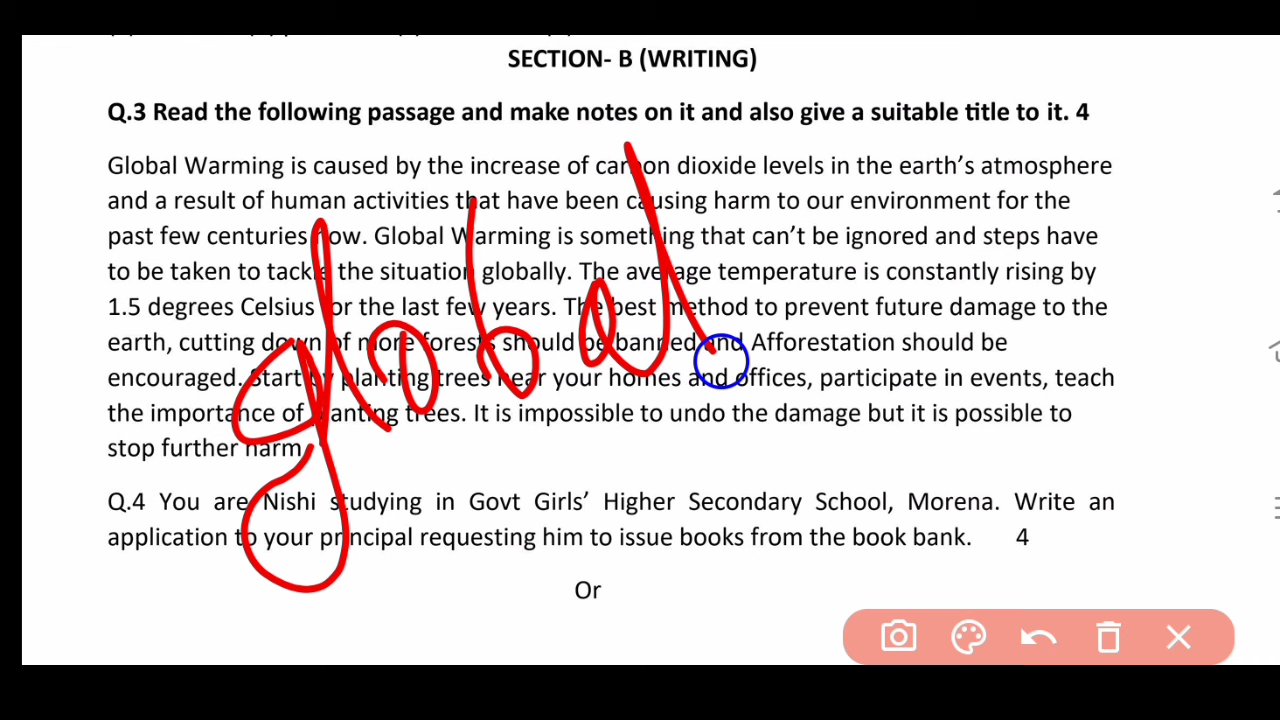 SECTION- B (WRITING)
Q.3 Read the following passage and make notes on it and also give a suitable title to it. 4
Global Warming is caused by the increase of carbon dioxide levels in the earth’s atmosphere
and a result of human activities that have been causing harm to our environment for the
past few centuries now. Global Warming is something that can’t be ignored and steps have
to be taken to tackle the situation globally. The average temperature is constantly rising by
1.5 degrees Celsius for the last few years. The best method to prevent future damage to the
earth, cutting down of more forests should be banned and Afforestation should be
encouraged. Start by planting trees near your homes and offices, participate in events, teach
the importance of planting trees. It is impossible to undo the damage but it is possible to
stop further harm.
global
Q.4 You are Nishi studying in Govt Girls’ Higher Secondary School, Morena. Write an
application to your principal requesting him to issue books from the book bank. 4
Or